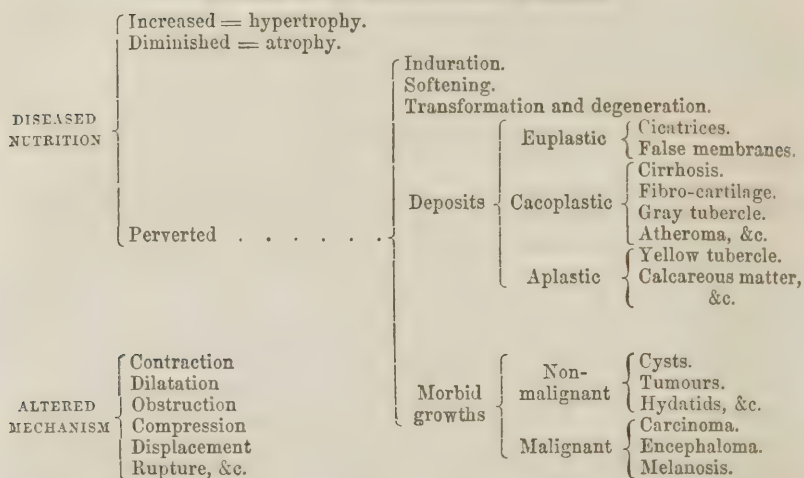 Increased = hypertrophy.
Diminished = atrophy.
DISEASED
NUTRITION
Perverted . . . . . .
Induration.
Softening.
Transformation and degeneration.
Deposits
Euplastic
Cicatrices.
False membranes.
Cacoplastic
Cirrhosis.
Fibro-cartilage.
Gray tubercle.
Atheroma, &c.
Aplastic
Yellow tubercle.
Calcareous matter,
&c.
Morbid
growths
Non-
malignant
Cysts.
Tumours.
Hydatids, &c.
Malignant
Carcinoma.
Encephaloma.
Melanosis.
ALTERED
MECHANISM
Contraction
Dilatation
Obstruction
Compression
Displacement
Rupture, &c.